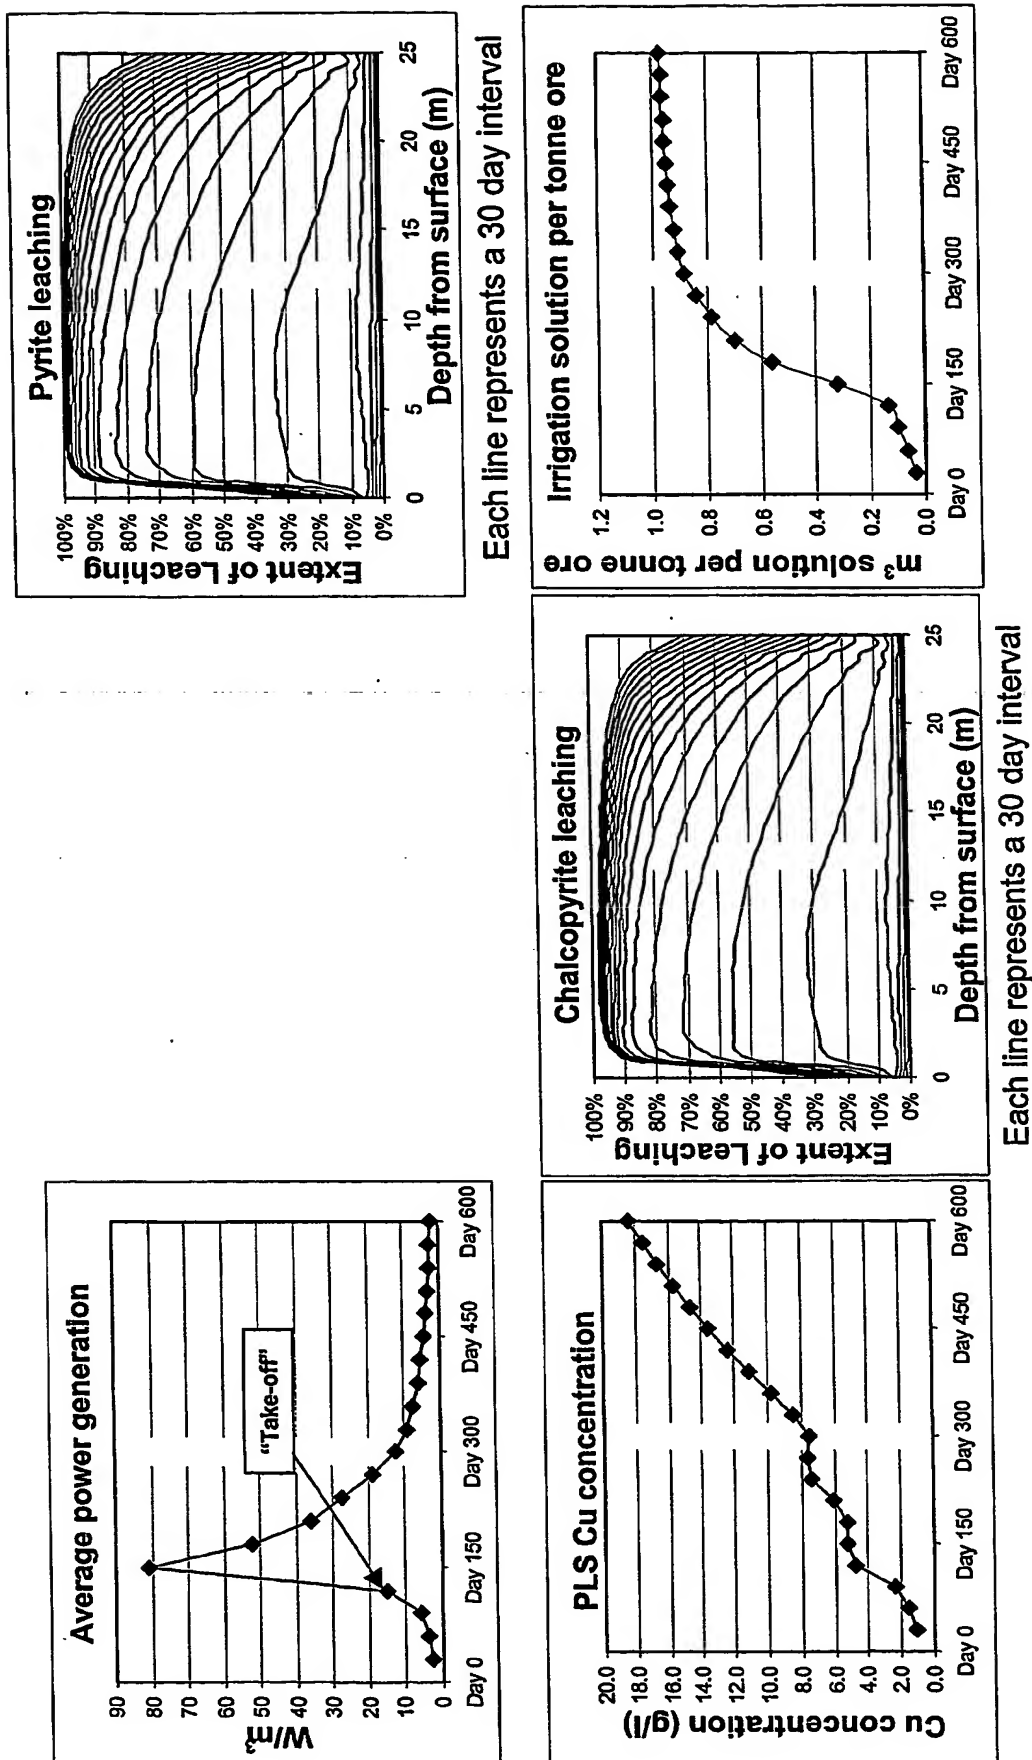 Average power generation
W/m³
90
80
70
60
50
40
30
20
10
0
Day 0
Day 150
Day 300
Day 450
Day 600
"Take-off"
Pyrite leaching
Extent of Leaching
100%
90%
80%
70%
60%
50%
40%
30%
20%
10%
0%
0
5
10
15
20
25
Depth from surface (m)
Each line represents a 30 day interval
PLS Cu concentration
Cu concentration (g/l)
20.0
18.0
16.0
14.0
12.0
10.0
8.0
6.0
4.0
2.0
0.0
Day 0
Day 150
Day 300
Day 450
Day 600
Chalcopyrite leaching
Extent of Leaching
100%
90%
80%
70%
60%
50%
40%
30%
20%
10%
0%
0
5
10
15
20
25
Depth from surface (m)
Each line represents a 30 day interval
Irrigation solution per tonne ore
m³ solution per tonne ore
1.2
1.0
0.8
0.6
0.4
0.2
0.0
Day 0
Day 150
Day 300
Day 450
Day 600